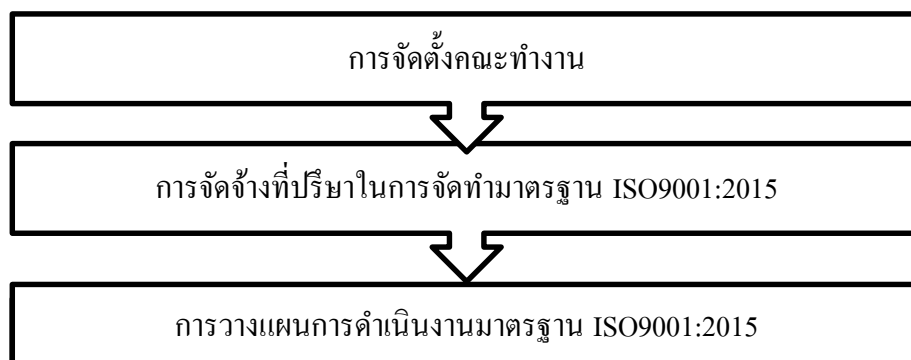 การจัดตั้งคณะทำงาน
การจัดจ้างที่ปรึษาในการจัดทำมาตรฐาน ISO9001:2015
การวางแผนการดำเนินงานมาตรฐาน ISO9001:2015